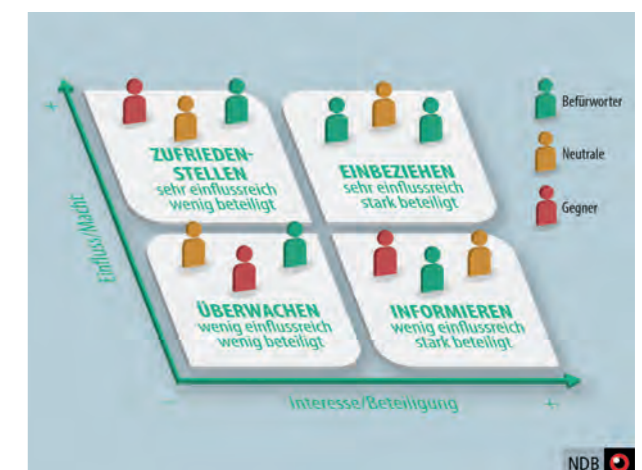 +
Befürworter
ZUFRIEDEN-
STELLEN
sehr einflussreich
wenig beteiligt
EINBEZIEHEN
sehr einflussreich
stark beteiligt
Neutrale
Gegner
Einfluss/Macht
ÜBERWACHEN
wenig einflussreich
wenig beteiligt
INFORMIEREN
wenig einflussreich
stark beteiligt
–
Interesse/Beteiligung
+
NDB